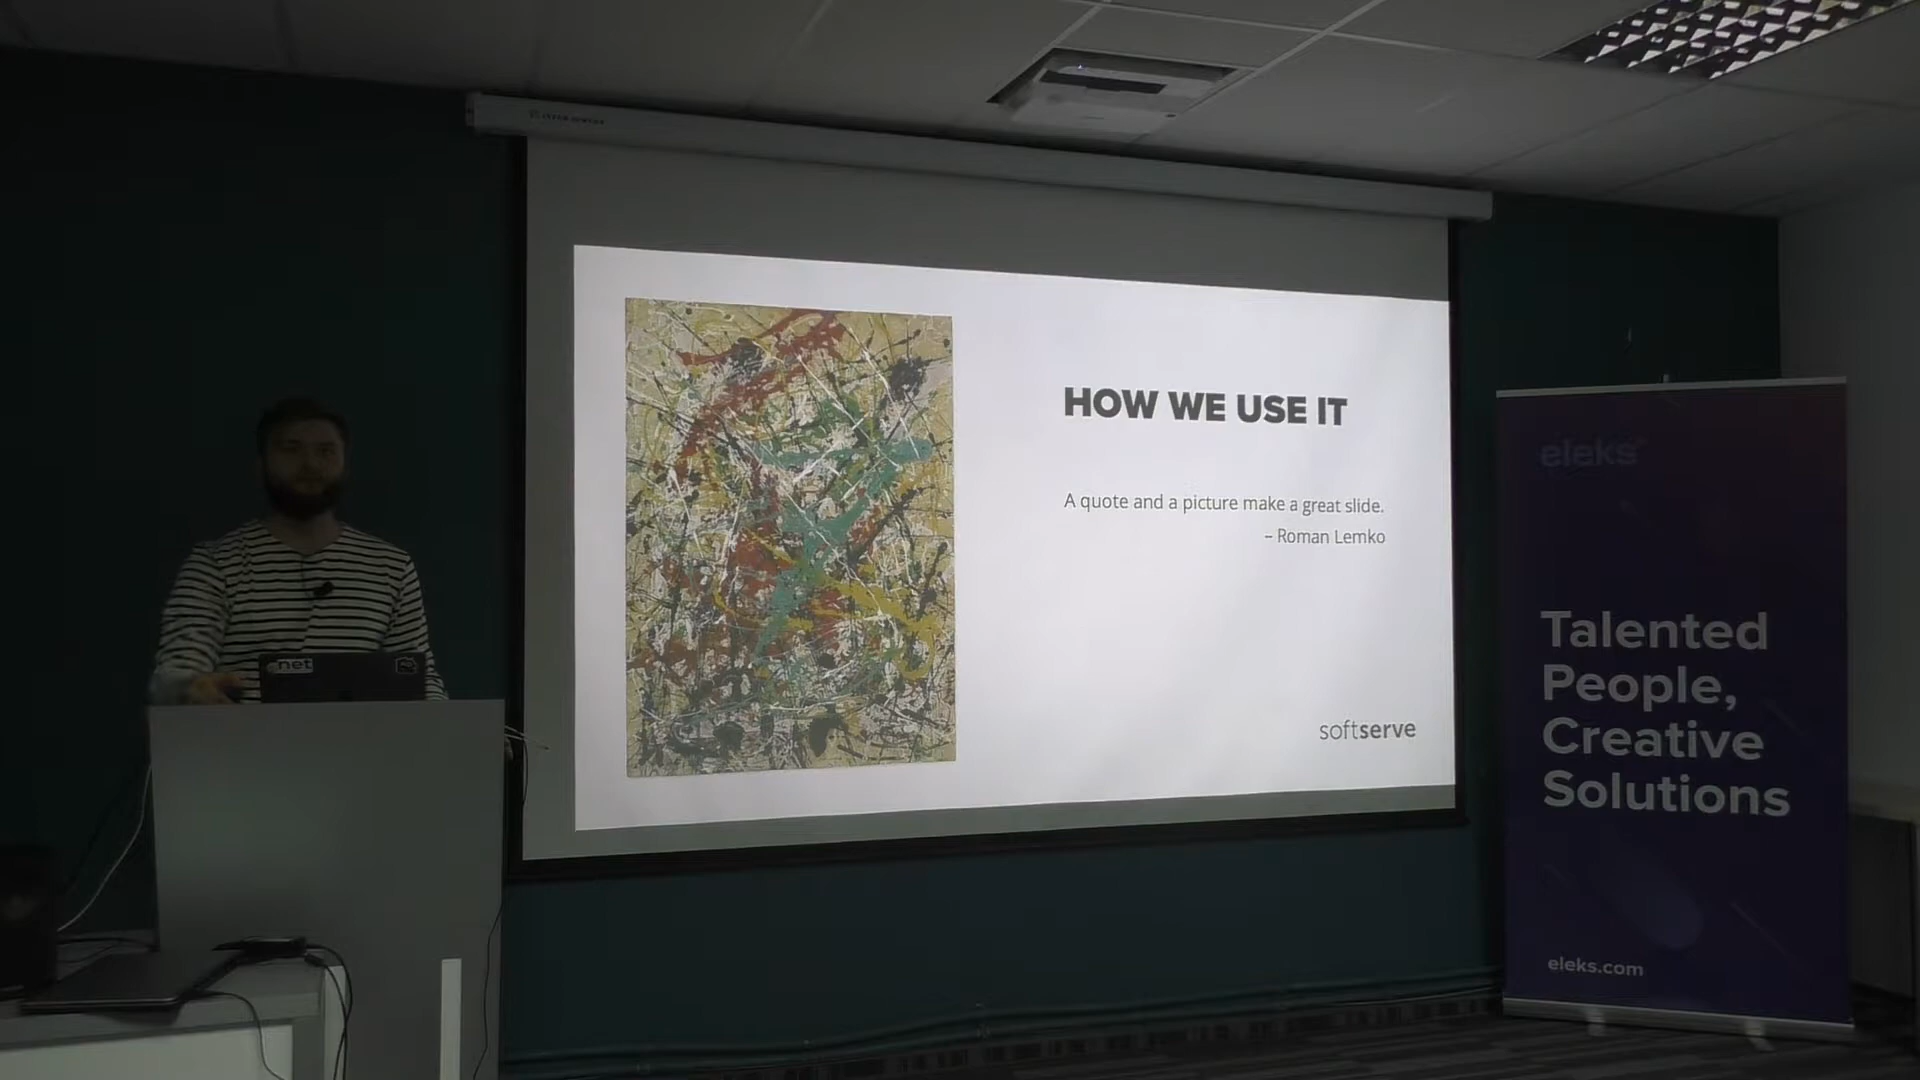 HOW WE USE IT
A quote and a picture make a great slide.
– Roman Lemko
softserve
net
eleks
Talented
People,
Creative
Solutions
eleks.com